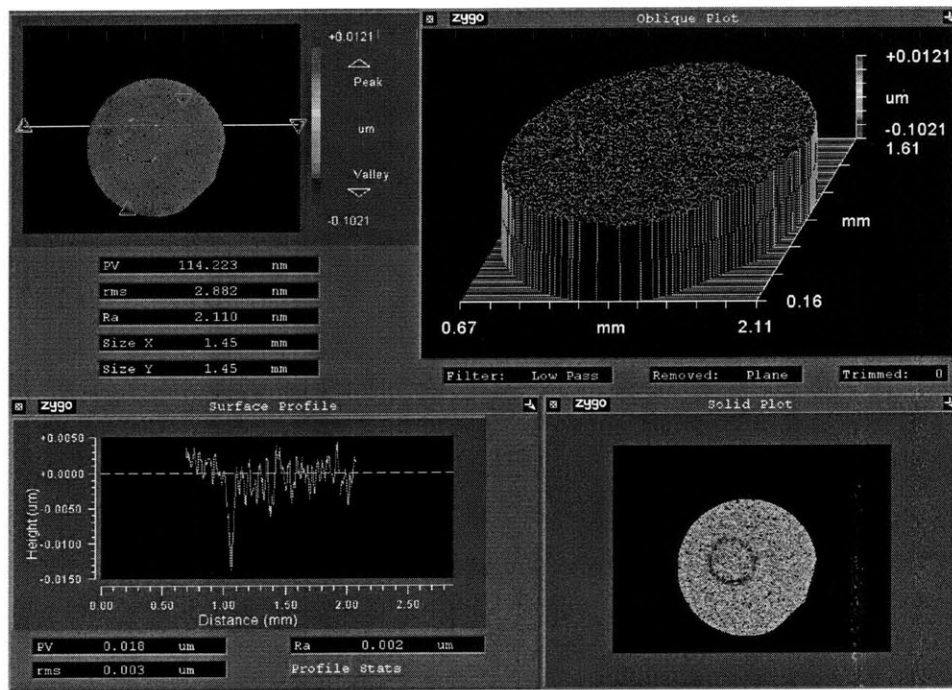 +0.0121
Peak
um
Valley
-0.1021
PV 114.223 nm
rms 2.882 nm
Ra 2.110 nm
Size X 1.45 mm
Size Y 1.45 mm
zygo Oblique Plot
+0.0121
um
-0.1021
1.61
mm
0.16
0.67 mm 2.11
Filter: Low Pass Removed: Plane Trimmed: 0
zygo Surface Profile
+0.0050
+0.0000
-0.0050
-0.0100
-0.0150
Height (um)
0.00 0.50 1.00 1.50 2.00 2.50
Distance (mm)
PV 0.018 um Ra 0.002 um
rms 0.003 um Profile Stats
zygo Solid Plot